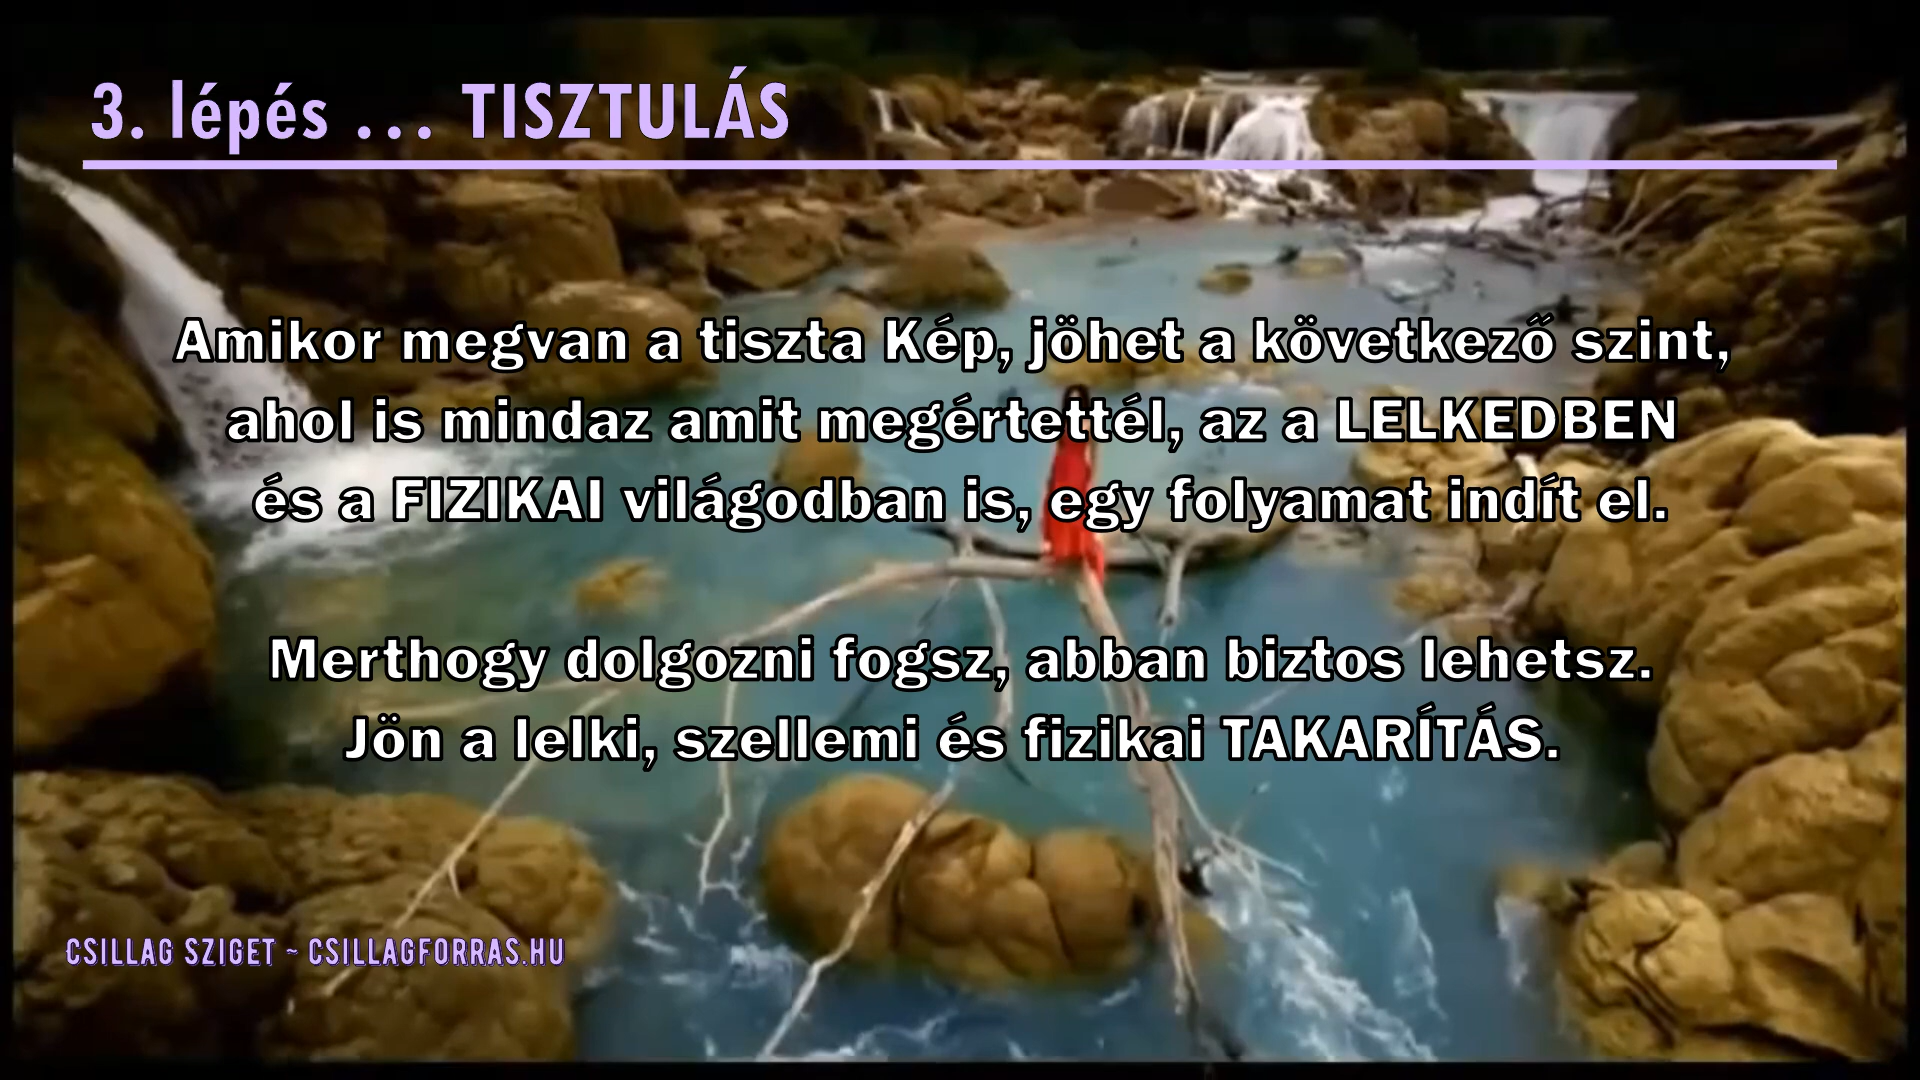 3. lépés … TISZTULÁS
Amikor megvan a tiszta Kép, jöhet a következő szint,
ahol is mindaz amit megértettél, az a LELKEDBEN
és a FIZIKAI világodban is, egy folyamat indít el.
Merthogy dolgozni fogsz, abban biztos lehetsz.
Jön a lelki, szellemi és fizikai TAKARÍTÁS.
CSILLAG SZIGET ~ CSILLAGFORRAS.HU